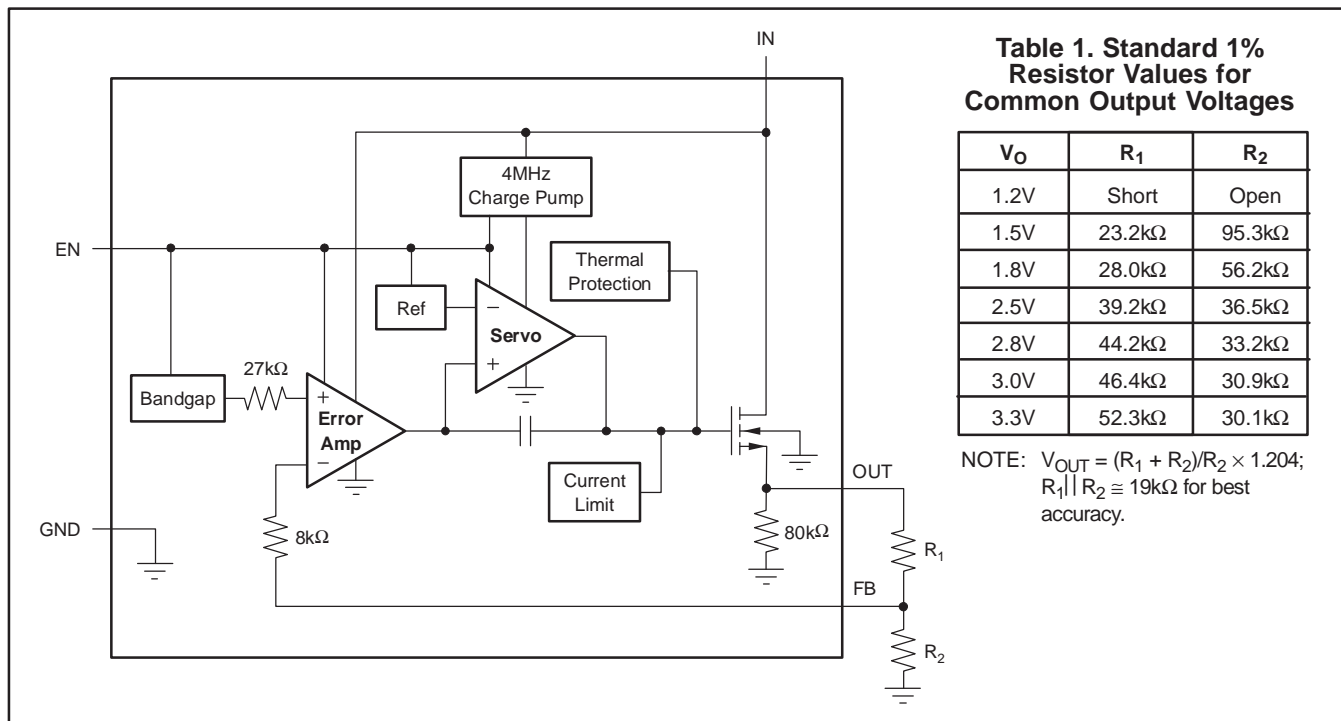 IN
4MHz
Charge Pump
EN
Thermal
Protection
Ref
−
Servo
+
27kΩ
Bandgap
+
Error
Amp
−
Current
Limit
OUT
GND
8kΩ
80kΩ
R1
FB
R2
Table 1. Standard 1%
Resistor Values for
Common Output Voltages
VO R1 R2
1.2V Short Open
1.5V 23.2kΩ 95.3kΩ
1.8V 28.0kΩ 56.2kΩ
2.5V 39.2kΩ 36.5kΩ
2.8V 44.2kΩ 33.2kΩ
3.0V 46.4kΩ 30.9kΩ
3.3V 52.3kΩ 30.1kΩ
NOTE: VOUT = (R1 + R2)/R2 × 1.204;
R1||R2 ≅ 19kΩ for best
accuracy.